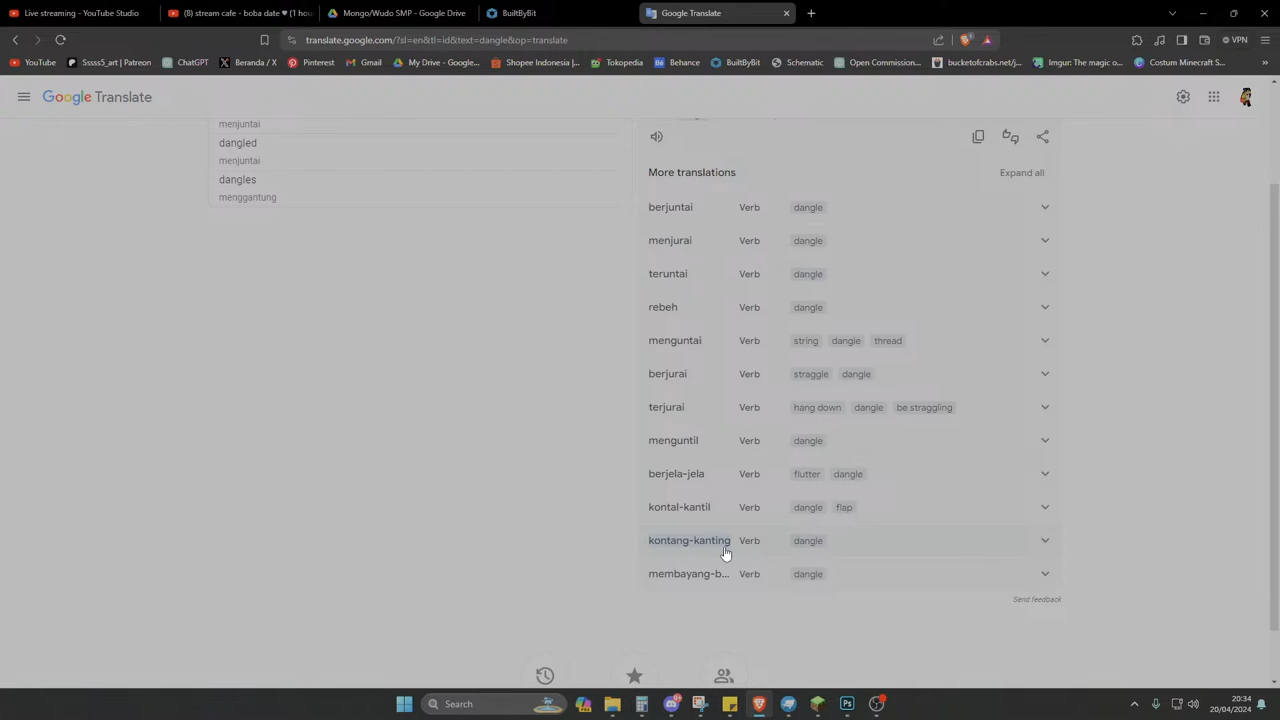 Live streaming - YouTube Studio
(8) stream cafe - boba date ♥ (1 hou
Mongo/Wudo SMP - Google Drive
BuiltByBit
Google Translate
translate.google.com/?sl=en&tl=id&text=dangle&op=translate
VPN
YouTube
Sssss5_art | Patreon
ChatGPT
Beranda / X
Pinterest
Gmail
My Drive - Google...
Shopee Indonesia |...
Tokopedia
Behance
BuiltByBit
Schematic
Open Commission...
bucketofcrabs.net/j...
Imgur: The magic o...
Costum Minecraft S...
Google Translate
menjuntai
dangled
menjuntai
dangles
menggantung
More translations
Expand all
berjuntai Verb dangle
menjurai Verb dangle
teruntai Verb dangle
rebeh Verb dangle
menguntai Verb string dangle thread
berjurai Verb straggle dangle
terjurai Verb hang down dangle be straggling
menguntil Verb dangle
berjela-jela Verb flutter dangle
kontal-kantil Verb dangle flap
kontang-kanting Verb dangle
membayang-b... Verb dangle
Send feedback
Search
20:34
20/04/2024